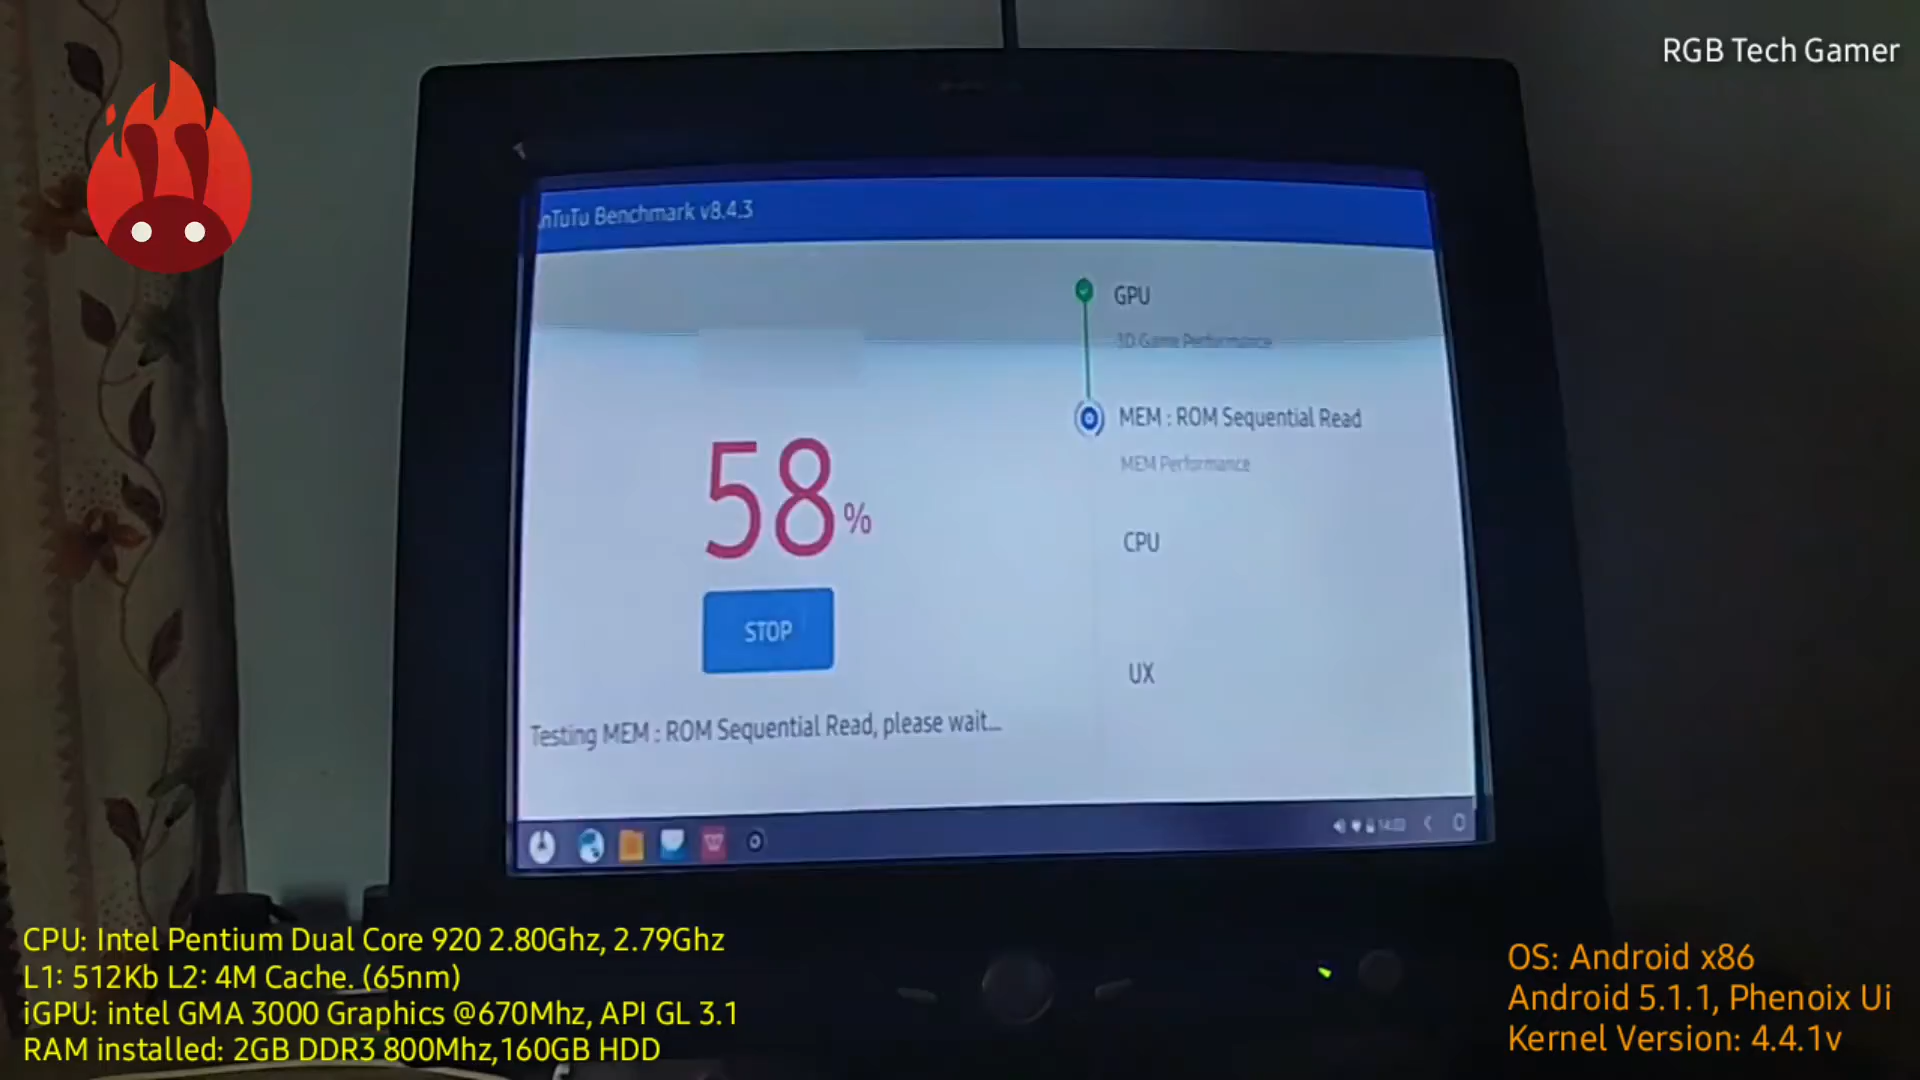 RGB Tech Gamer
nTuTu Benchmark v8.4.3
GPU
3D Game Performance
MEM : ROM Sequential Read
MEM Performance
58%
CPU
STOP
UX
Testing MEM : ROM Sequential Read, please wait...
CPU: Intel Pentium Dual Core 920 2.80Ghz, 2.79Ghz
L1: 512Kb L2: 4M Cache. (65nm)
iGPU: intel GMA 3000 Graphics @670Mhz, API GL 3.1
RAM installed: 2GB DDR3 800Mhz,160GB HDD
OS: Android x86
Android 5.1.1, Phenoix Ui
Kernel Version: 4.4.1v